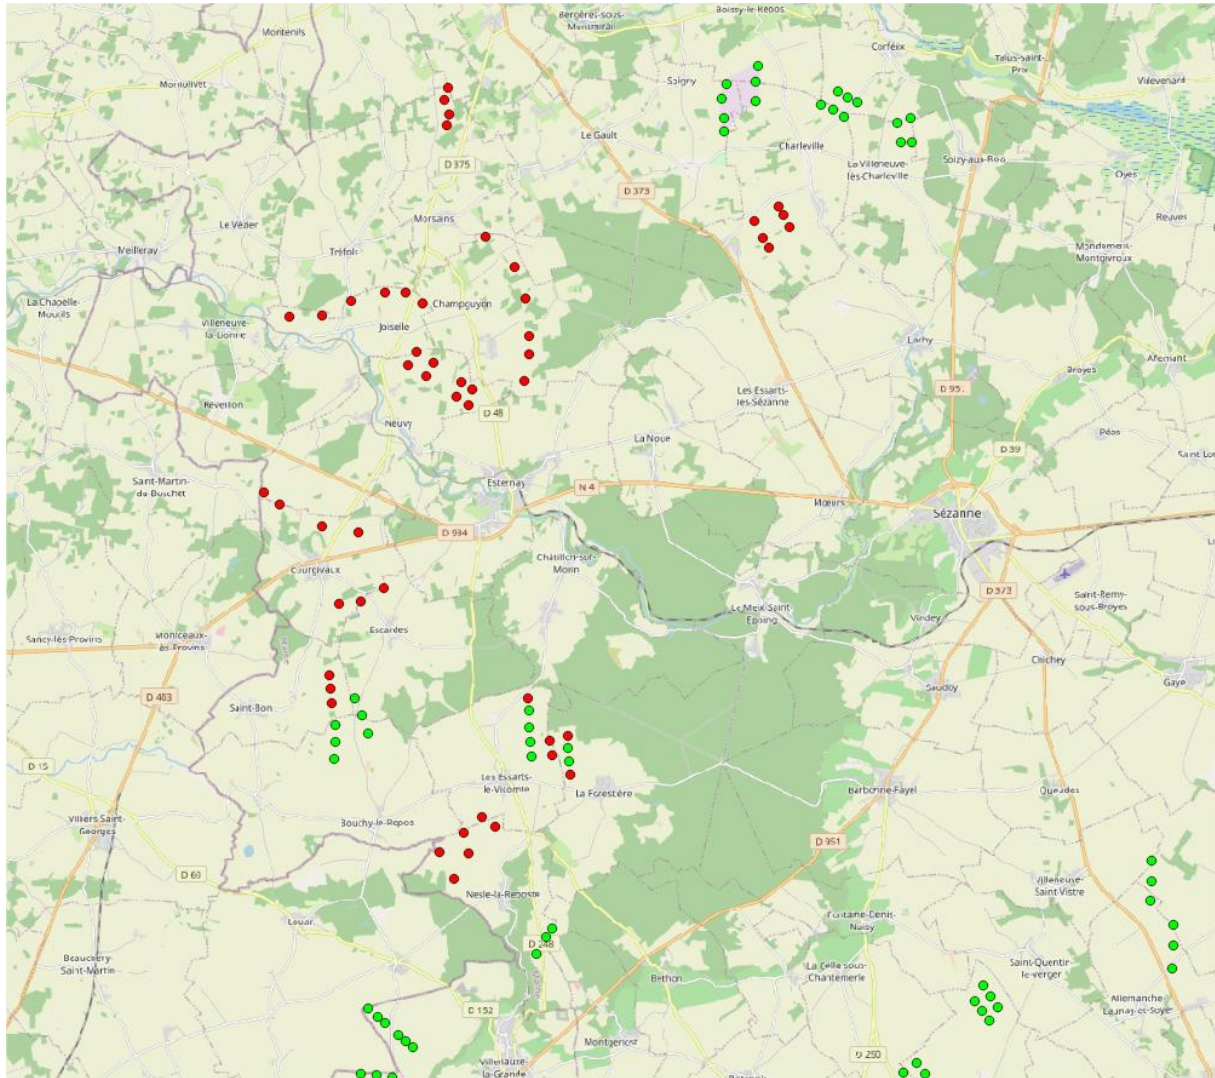 Bergères-sous-
Montmirail
Boissy-le-Repos
Montenils
Corfélix
Talus-Saint-
Prix
Montolivet
Soigny
Villevenard
Le Gault
Charleville
D 375
La Villeneuve-
lès-Charleville
Soizy-aux-Bois
Oyes
D 373
Le Vézier
Morsains
Reuves
Meilleray
Tréfols
Mondement-
Montgivroux
La Chapelle-
Moutils
Champguyon
Villeneuve-
la-Lionne
Joiselle
Lachy
Allemant
Broyes
Réveillon
Les Essarts-
lès-Sézanne
D 951
D 48
Neuvy
La Noue
Péas
D 39
Saint-Martin-
du-Boschet
Esternay
N 4
Mœurs
Sézanne
D 934
Châtillon-sur-
Morin
Courgivaux
D 373
Saint-Remy-
sous-Broyes
Le Meix-Saint-
Epoing
Vindey
Escardes
Sancy-lès-Provins
Montceaux-
lès-Provins
Chichey
Gaye
Saudoy
D 403
Saint-Bon
D 15
Les Essarts-
le-Vicomte
La Forestière
Barbonne-Fayel
Queudes
Villiers-Saint-
Georges
Bouchy-le-Repos
D 951
D 60
Nesle-la-Reposte
Villeneuve-
Saint-Vistre
Louan
Fontaine-Denis-
Nuisy
D 248
Beauchery-
Saint-Martin
Bethon
La Celle-sous-
Chantemerle
Saint-Quentin-
le-Verger
D 152
Allemanche-
Launay-et-Soyer
Montgenost
D 250
Villenauxe-
la-Grande